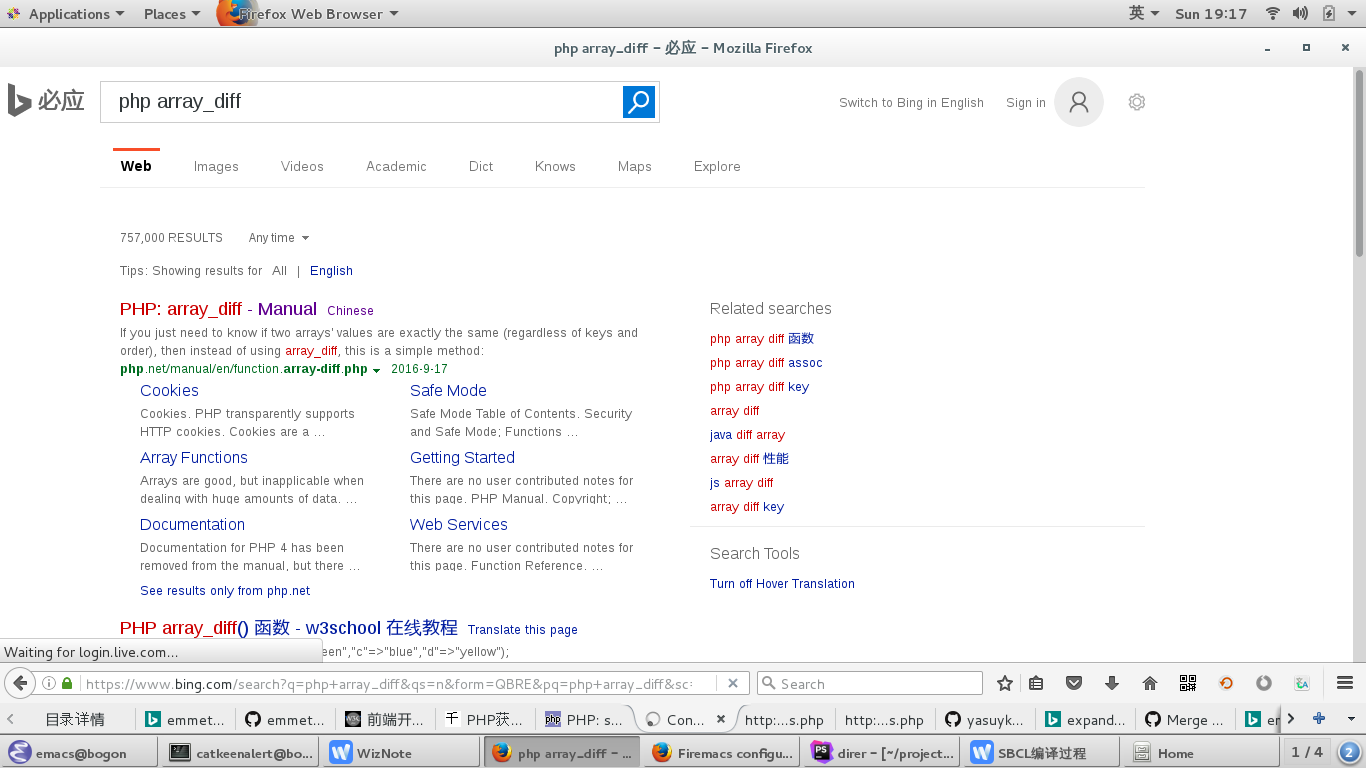 Applications Places Firefox Web Browser 英 Sun 19:17
php array_diff - 必应 - Mozilla Firefox
必应 php array_diff Switch to Bing in English Sign in
Web Images Videos Academic Dict Knows Maps Explore
757,000 RESULTS Any time
Tips: Showing results for All | English
PHP: array_diff - Manual Chinese
If you just need to know if two arrays' values are exactly the same (regardless of keys and
order), then instead of using array_diff, this is a simple method:
php.net/manual/en/function.array-diff.php 2016-9-17
Cookies
Cookies. PHP transparently supports
HTTP cookies. Cookies are a ...
Safe Mode
Safe Mode Table of Contents. Security
and Safe Mode; Functions ...
Array Functions
Arrays are good, but inapplicable when
dealing with huge amounts of data. ...
Getting Started
There are no user contributed notes for
this page. PHP Manual. Copyright; ...
Documentation
Documentation for PHP 4 has been
removed from the manual, but there ...
Web Services
There are no user contributed notes for
this page. Function Reference. ...
See results only from php.net
PHP array_diff() 函数 - w3school 在线教程 Translate this page
een","c"=>"blue","d"=>"yellow");
Related searches
php array diff 函数
php array diff assoc
php array diff key
array diff
java diff array
array diff 性能
js array diff
array diff key
Search Tools
Turn off Hover Translation
Waiting for login.live.com...
https://www.bing.com/search?q=php+array_diff&qs=n&form=QBRE&pq=php+array_diff&sc= Search
目录详情 emmet... emmet... 前端开... PHP获... PHP: s... Con... http:...s.php http:...s.php yasuyk... expand... Merge ... en
emacs@bogon catkeenalert@bo... WizNote php array_diff - ... Firemacs configu... direr - [~/project... SBCL编译过程 Home 1 / 4 2